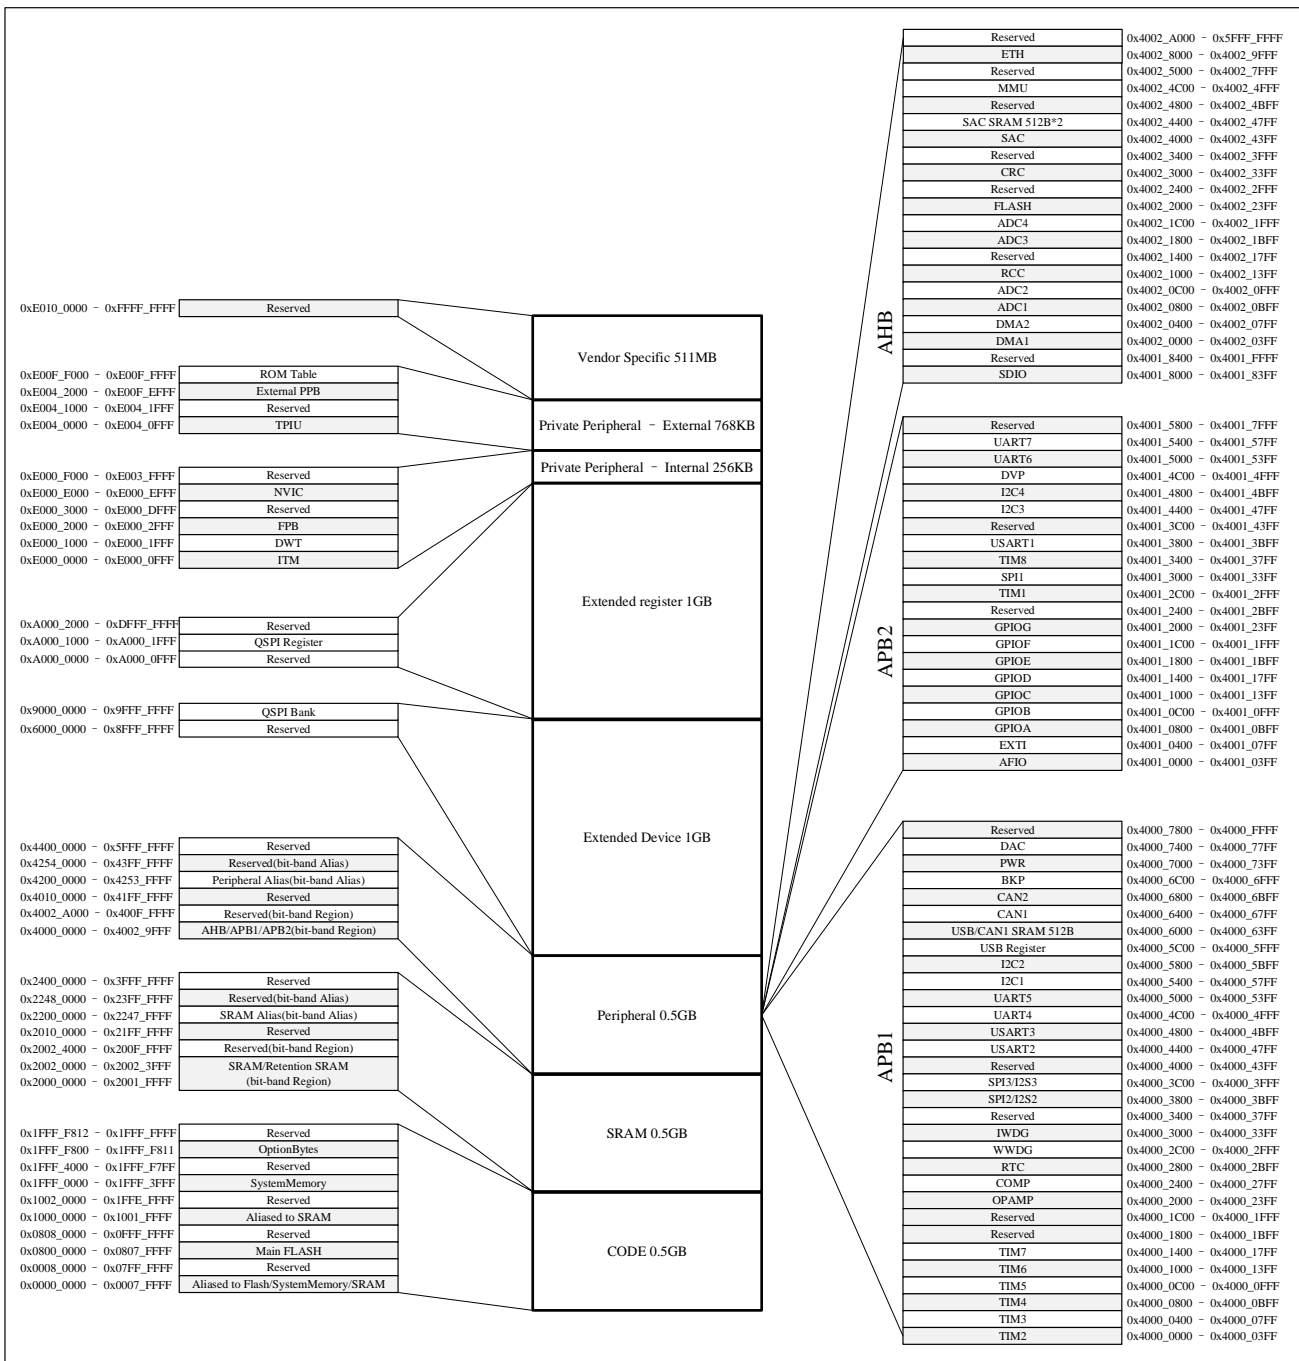 0xE010_0000 - 0xFFFF_FFFF Reserved
0xE00F_F000 - 0xE00F_FFFF ROM Table
0xE004_2000 - 0xE00F_EFFF External PPB
0xE004_1000 - 0xE004_1FFF Reserved
0xE004_0000 - 0xE004_0FFF TPIU
0xE000_F000 - 0xE003_FFFF Reserved
0xE000_E000 - 0xE000_EFFF NVIC
0xE000_3000 - 0xE000_DFFF Reserved
0xE000_2000 - 0xE000_2FFF FPB
0xE000_1000 - 0xE000_1FFF DWT
0xE000_0000 - 0xE000_0FFF ITM
0xA000_2000 - 0xDFFF_FFFF Reserved
0xA000_1000 - 0xA000_1FFF QSPI Register
0xA000_0000 - 0xA000_0FFF Reserved
0x9000_0000 - 0x9FFF_FFFF QSPI Bank
0x6000_0000 - 0x8FFF_FFFF Reserved
0x4400_0000 - 0x5FFF_FFFF Reserved
0x4254_0000 - 0x43FF_FFFF Reserved(bit-band Alias)
0x4200_0000 - 0x4253_FFFF Peripheral Alias(bit-band Alias)
0x4010_0000 - 0x41FF_FFFF Reserved
0x4002_A000 - 0x400F_FFFF Reserved(bit-band Region)
0x4000_0000 - 0x4002_9FFF AHB/APB1/APB2(bit-band Region)
0x2400_0000 - 0x3FFF_FFFF Reserved
0x2248_0000 - 0x23FF_FFFF Reserved(bit-band Alias)
0x2200_0000 - 0x2247_FFFF SRAM Alias(bit-band Alias)
0x2010_0000 - 0x21FF_FFFF Reserved
0x2002_4000 - 0x200F_FFFF Reserved(bit-band Region)
0x2002_0000 - 0x2002_3FFF SRAM/Retention SRAM
0x2000_0000 - 0x2001_FFFF (bit-band Region)
0x1FFF_F812 - 0x1FFF_FFFF Reserved
0x1FFF_F800 - 0x1FFF_F811 OptionBytes
0x1FFF_4000 - 0x1FFF_F7FF Reserved
0x1FFF_0000 - 0x1FFF_3FFF SystemMemory
0x1002_0000 - 0x1FFE_FFFF Reserved
0x1000_0000 - 0x1001_FFFF Aliased to SRAM
0x0808_0000 - 0x0FFF_FFFF Reserved
0x0800_0000 - 0x0807_FFFF Main FLASH
0x0008_0000 - 0x07FF_FFFF Reserved
0x0000_0000 - 0x0007_FFFF Aliased to Flash/SystemMemory/SRAM
Vendor Specific 511MB
Private Peripheral - External 768KB
Private Peripheral - Internal 256KB
Extended register 1GB
Extended Device 1GB
Peripheral 0.5GB
SRAM 0.5GB
CODE 0.5GB
AHB
Reserved 0x4002_A000 - 0x5FFF_FFFF
ETH 0x4002_8000 - 0x4002_9FFF
Reserved 0x4002_5000 - 0x4002_7FFF
MMU 0x4002_4C00 - 0x4002_4FFF
Reserved 0x4002_4800 - 0x4002_4BFF
SAC SRAM 512B*2 0x4002_4400 - 0x4002_47FF
SAC 0x4002_4000 - 0x4002_43FF
Reserved 0x4002_3400 - 0x4002_3FFF
CRC 0x4002_3000 - 0x4002_33FF
Reserved 0x4002_2400 - 0x4002_2FFF
FLASH 0x4002_2000 - 0x4002_23FF
ADC4 0x4002_1C00 - 0x4002_1FFF
ADC3 0x4002_1800 - 0x4002_1BFF
Reserved 0x4002_1400 - 0x4002_17FF
RCC 0x4002_1000 - 0x4002_13FF
ADC2 0x4002_0C00 - 0x4002_0FFF
ADC1 0x4002_0800 - 0x4002_0BFF
DMA2 0x4002_0400 - 0x4002_07FF
DMA1 0x4002_0000 - 0x4002_03FF
Reserved 0x4001_8400 - 0x4001_FFFF
SDIO 0x4001_8000 - 0x4001_83FF
APB2
Reserved 0x4001_5800 - 0x4001_7FFF
UART7 0x4001_5400 - 0x4001_57FF
UART6 0x4001_5000 - 0x4001_53FF
DVP 0x4001_4C00 - 0x4001_4FFF
I2C4 0x4001_4800 - 0x4001_4BFF
I2C3 0x4001_4400 - 0x4001_47FF
Reserved 0x4001_3C00 - 0x4001_43FF
USART1 0x4001_3800 - 0x4001_3BFF
TIM8 0x4001_3400 - 0x4001_37FF
SPI1 0x4001_3000 - 0x4001_33FF
TIM1 0x4001_2C00 - 0x4001_2FFF
Reserved 0x4001_2400 - 0x4001_2BFF
GPIOG 0x4001_2000 - 0x4001_23FF
GPIOF 0x4001_1C00 - 0x4001_1FFF
GPIOE 0x4001_1800 - 0x4001_1BFF
GPIOD 0x4001_1400 - 0x4001_17FF
GPIOC 0x4001_1000 - 0x4001_13FF
GPIOB 0x4001_0C00 - 0x4001_0FFF
GPIOA 0x4001_0800 - 0x4001_0BFF
EXTI 0x4001_0400 - 0x4001_07FF
AFIO 0x4001_0000 - 0x4001_03FF
APB1
Reserved 0x4000_7800 - 0x4000_FFFF
DAC 0x4000_7400 - 0x4000_77FF
PWR 0x4000_7000 - 0x4000_73FF
BKP 0x4000_6C00 - 0x4000_6FFF
CAN2 0x4000_6800 - 0x4000_6BFF
CAN1 0x4000_6400 - 0x4000_67FF
USB/CAN1 SRAM 512B 0x4000_6000 - 0x4000_63FF
USB Register 0x4000_5C00 - 0x4000_5FFF
I2C2 0x4000_5800 - 0x4000_5BFF
I2C1 0x4000_5400 - 0x4000_57FF
UART5 0x4000_5000 - 0x4000_53FF
UART4 0x4000_4C00 - 0x4000_4FFF
USART3 0x4000_4800 - 0x4000_4BFF
USART2 0x4000_4400 - 0x4000_47FF
Reserved 0x4000_4000 - 0x4000_43FF
SPI3/I2S3 0x4000_3C00 - 0x4000_3FFF
SPI2/I2S2 0x4000_3800 - 0x4000_3BFF
Reserved 0x4000_3400 - 0x4000_37FF
IWDG 0x4000_3000 - 0x4000_33FF
WWDG 0x4000_2C00 - 0x4000_2FFF
RTC 0x4000_2800 - 0x4000_2BFF
COMP 0x4000_2400 - 0x4000_27FF
OPAMP 0x4000_2000 - 0x4000_23FF
Reserved 0x4000_1C00 - 0x4000_1FFF
Reserved 0x4000_1800 - 0x4000_1BFF
TIM7 0x4000_1400 - 0x4000_17FF
TIM6 0x4000_1000 - 0x4000_13FF
TIM5 0x4000_0C00 - 0x4000_0FFF
TIM4 0x4000_0800 - 0x4000_0BFF
TIM3 0x4000_0400 - 0x4000_07FF
TIM2 0x4000_0000 - 0x4000_03FF